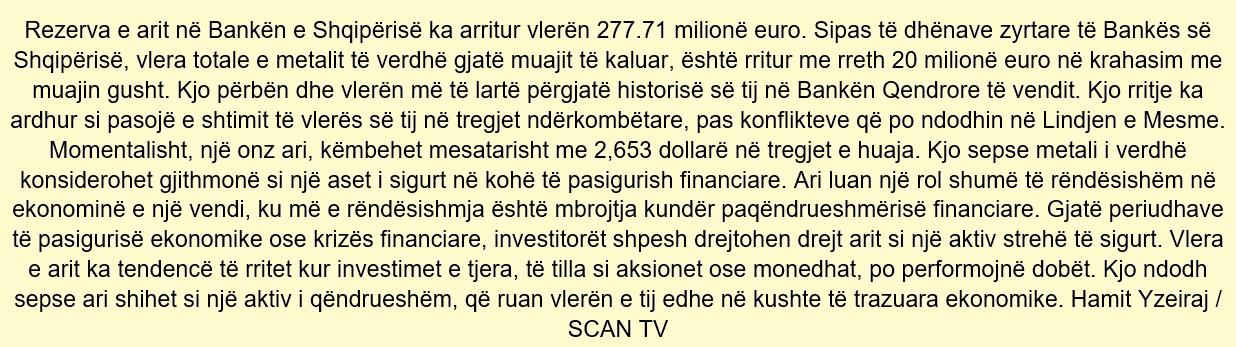 Rezerva e arit në Bankën e Shqipërisë ka arritur vlerën 277.71 milionë euro. Sipas të dhënave zyrtare të Bankës së
Shqipërisë, vlera totale e metalit të verdhë gjatë muajit të kaluar, është rritur me rreth 20 milionë euro në krahasim me
muajin gusht. Kjo përbën dhe vlerën më të lartë përgjatë historisë së tij në Bankën Qendrore të vendit. Kjo rritje ka
ardhur si pasojë e shtimit të vlerës së tij në tregjet ndërkombëtare, pas konflikteve që po ndodhin në Lindjen e Mesme.
Momentalisht, një onz ari, këmbehet mesatarisht me 2,653 dollarë në tregjet e huaja. Kjo sepse metali i verdhë
konsiderohet gjithmonë si një aset i sigurt në kohë të pasigurish financiare. Ari luan një rol shumë të rëndësishëm në
ekonominë e një vendi, ku më e rëndësishmja është mbrojtja kundër paqëndrueshmërisë financiare. Gjatë periudhave
të pasigurisë ekonomike ose krizës financiare, investitorët shpesh drejtohen drejt arit si një aktiv strehë të sigurt. Vlera
e arit ka tendencë të rritet kur investimet e tjera, të tilla si aksionet ose monedhat, po performojnë dobët. Kjo ndodh
sepse ari shihet si një aktiv i qëndrueshëm, që ruan vlerën e tij edhe në kushte të trazuara ekonomike. Hamit Yzeiraj /
SCAN TV